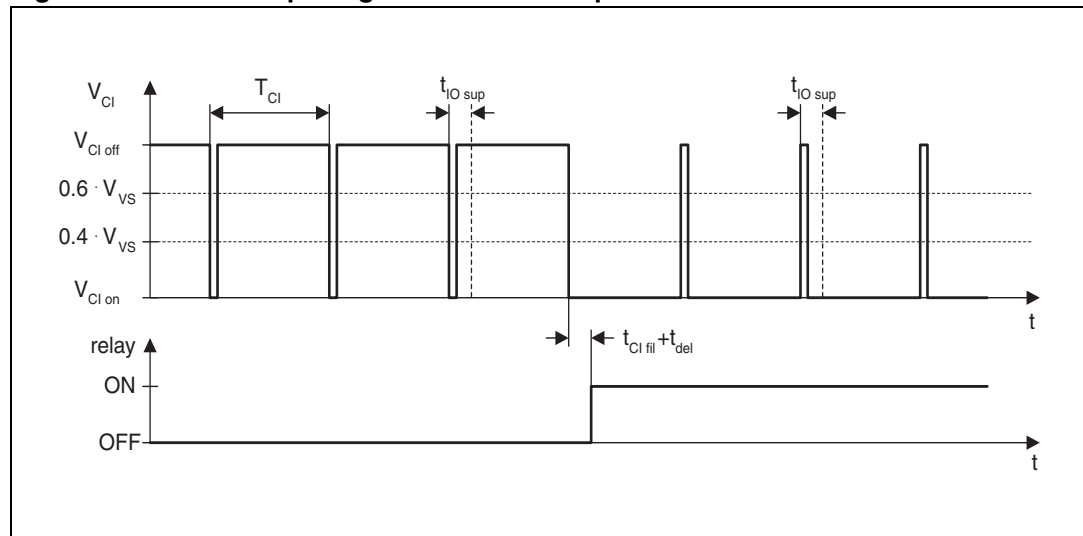 V_CI
T_CI
t_IO sup
t_IO sup
V_CI off
0.6 · V_VS
0.4 · V_VS
V_CI on
t
relay
t_CI fil+t_del
ON
OFF
t